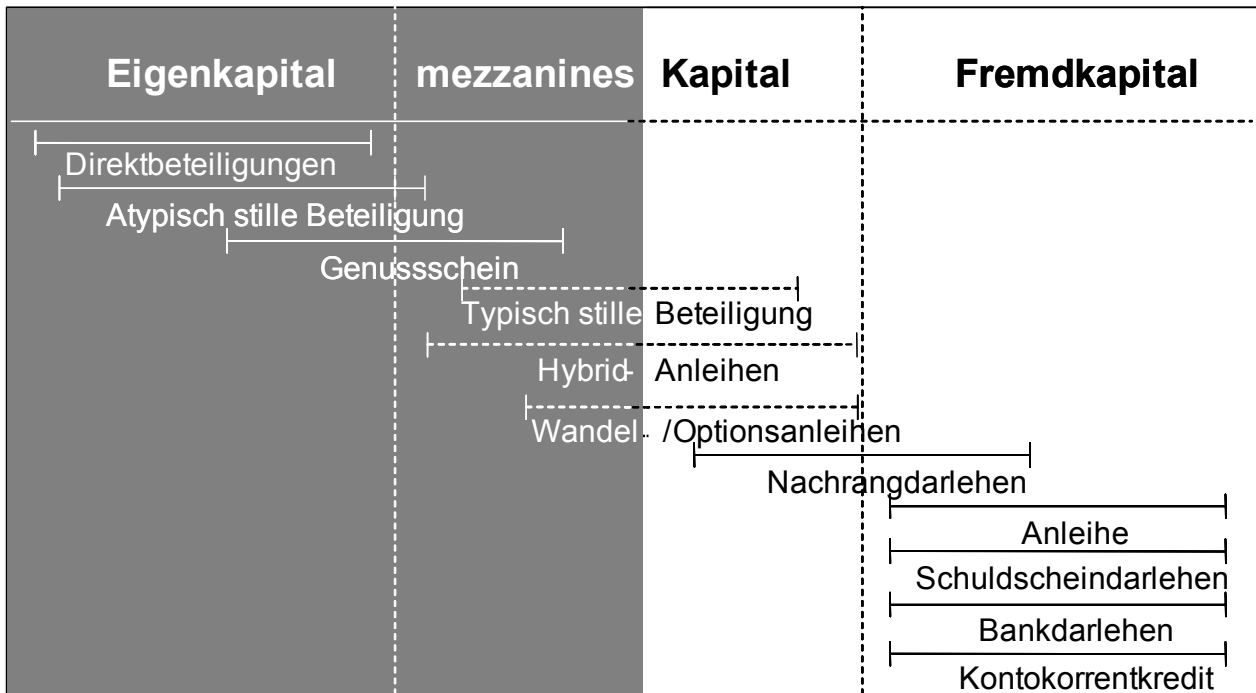 Eigenkapital mezzanines Kapital Fremdkapital
Direktbeteiligungen
Atypisch stille Beteiligung
Genussschein
Typisch stille Beteiligung
Hybrid- Anleihen
Wandel- /Optionsanleihen
Nachrangdarlehen
Anleihe
Schuldscheindarlehen
Bankdarlehen
Kontokorrentkredit